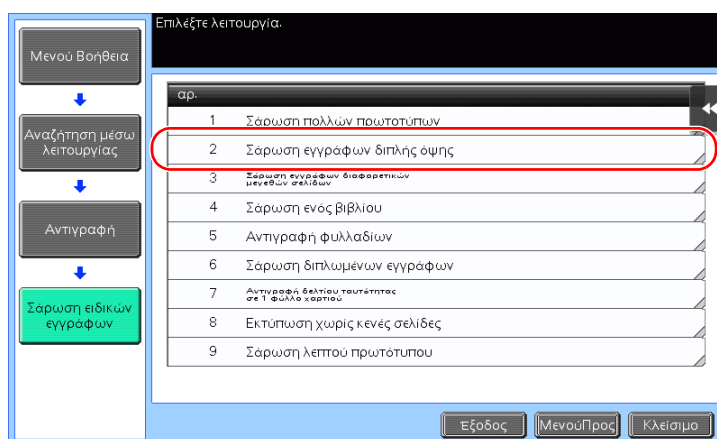 Επιλέξτε λειτουργία.
Μενού Βοήθεια
Αναζήτηση μέσω
λειτουργίας
Αντιγραφή
Σάρωση ειδικών
εγγράφων
αρ.
1 Σάρωση πολλών πρωτοτύπων
2 Σάρωση εγγράφων διπλής όψης
3 Σάρωση εγγράφων διαφορετικών
μεγεθών σελίδων
4 Σάρωση ενός βιβλίου
5 Αντιγραφή φυλλαδίων
6 Σάρωση διπλωμένων εγγράφων
7 Αντιγραφή δελτίου ταυτότητας
σε 1 φύλλο χαρτιού
8 Εκτύπωση χωρίς κενές σελίδες
9 Σάρωση λεπτού πρωτότυπου
Έξοδος ΜενούΠρος Κλείσιμο